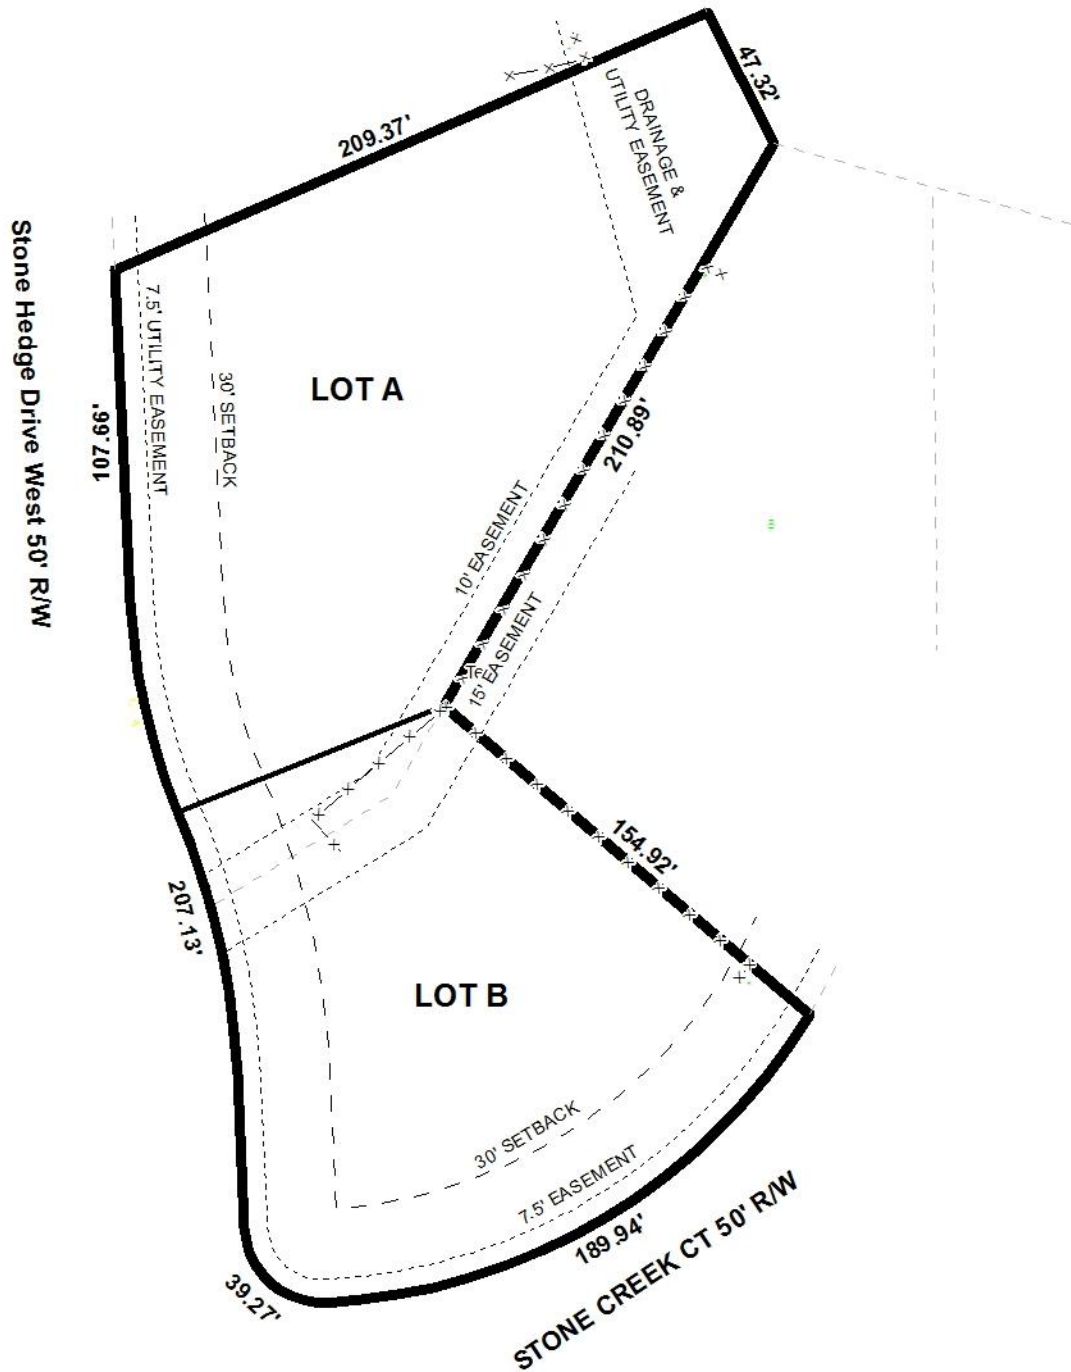 47.32'
209.37'
DRAINAGE &
UTILITY EASEMENT
Stone Hedge Drive West 50' R/W
7.5' UTILITY EASEMENT
30' SETBACK
LOT A
107.66'
210.89'
10' EASEMENT
15' EASEMENT
154.92'
207.13'
LOT B
30' SETBACK
7.5' EASEMENT
189.94'
39.27'
STONE CREEK CT 50' R/W